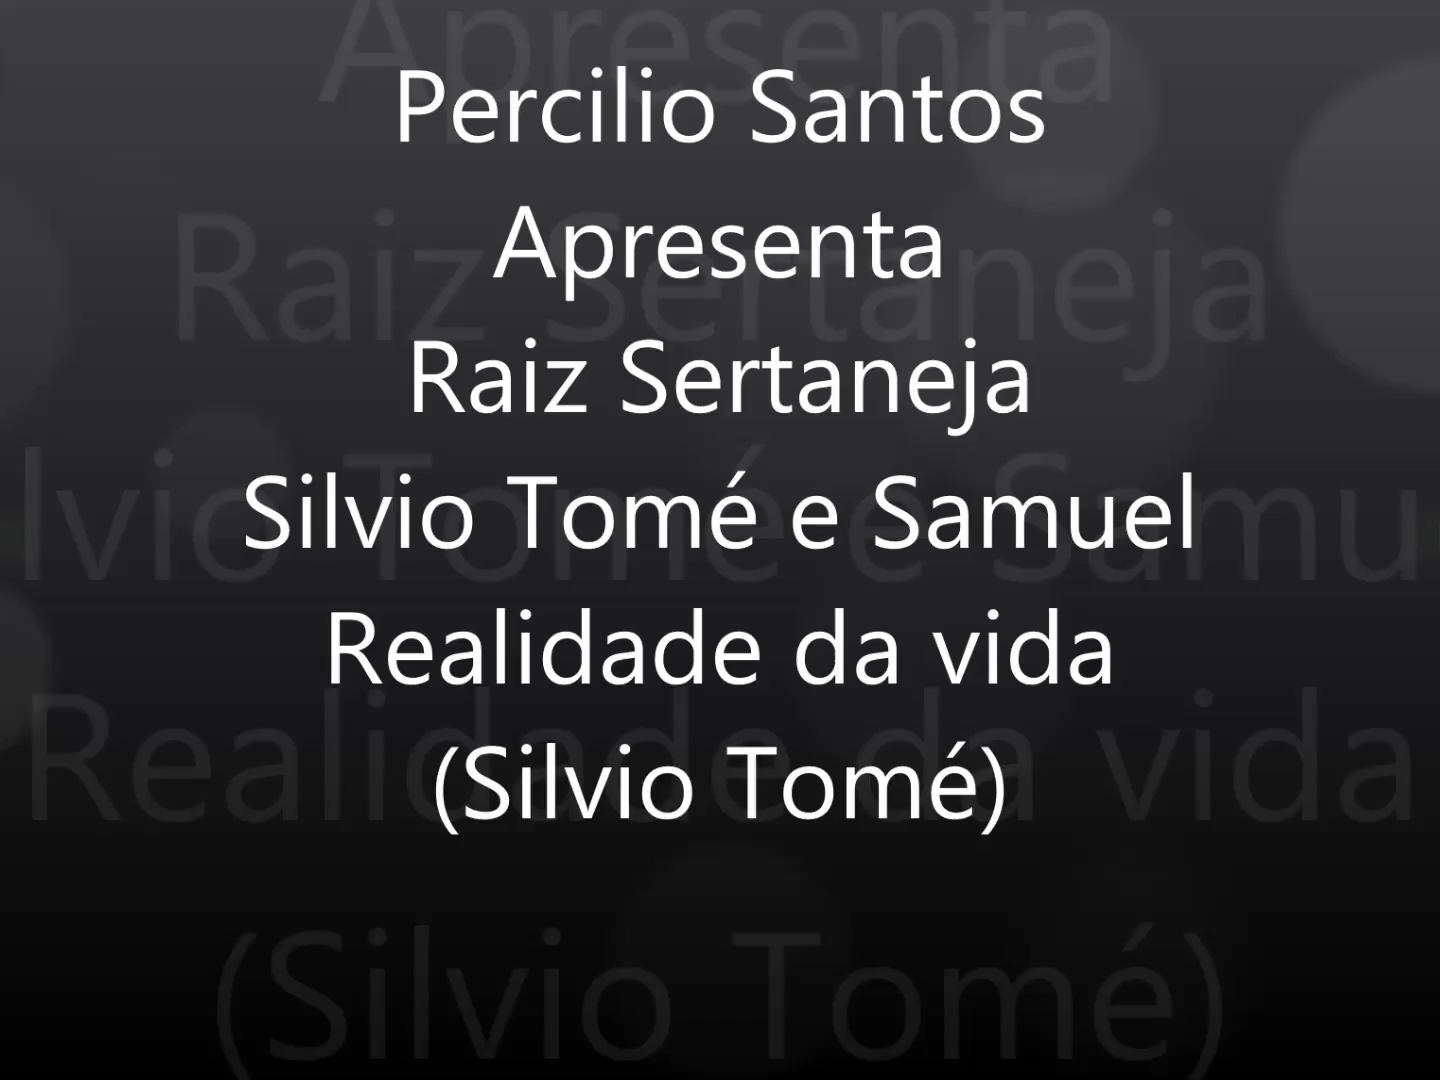 Percilio Santos
Apresenta
Raiz Sertaneja
Silvio Tomé e Samuel
Realidade da vida
(Silvio Tomé)